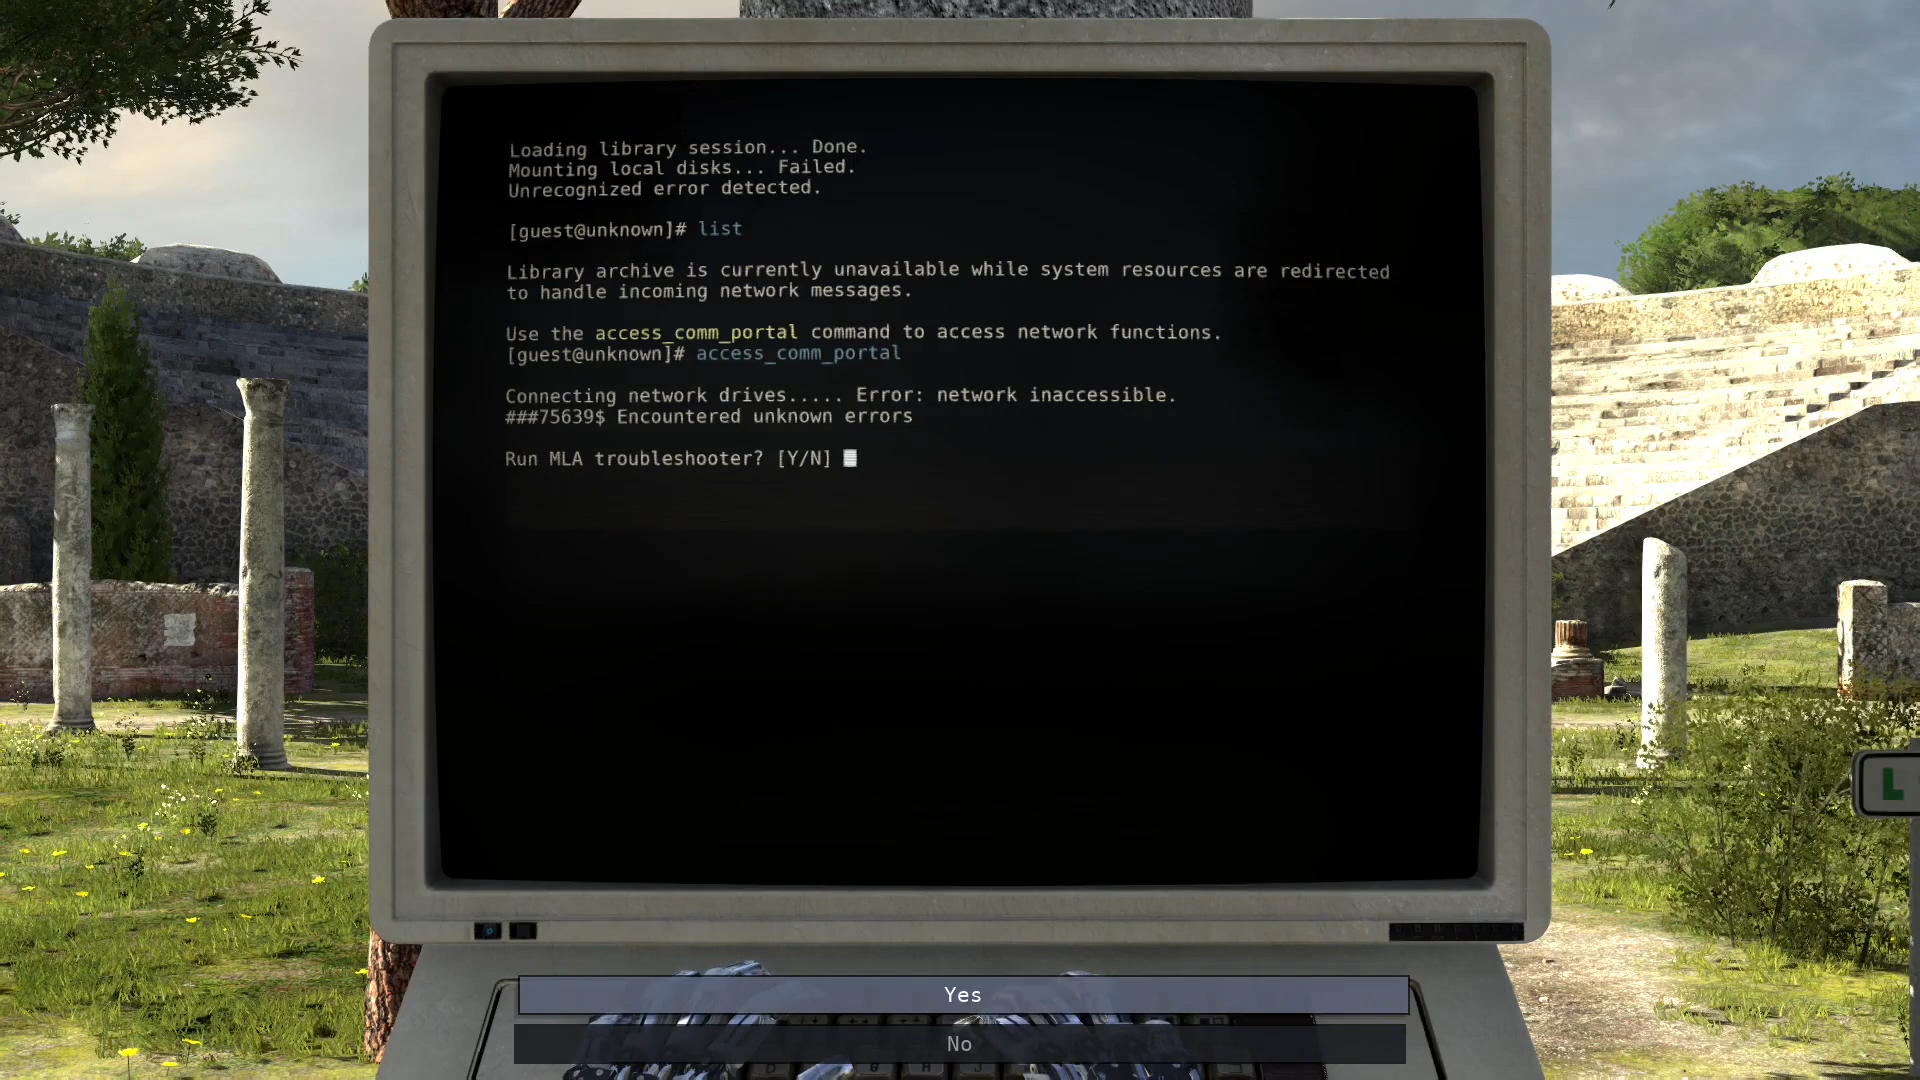 Loading library session... Done.
Mounting local disks... Failed.
Unrecognized error detected.
[guest@unknown]# list
Library archive is currently unavailable while system resources are redirected
to handle incoming network messages.
Use the access_comm_portal command to access network functions.
[guest@unknown]# access_comm_portal
Connecting network drives..... Error: network inaccessible.
###75639$ Encountered unknown errors
Run MLA troubleshooter? [Y/N]
L
Yes
No